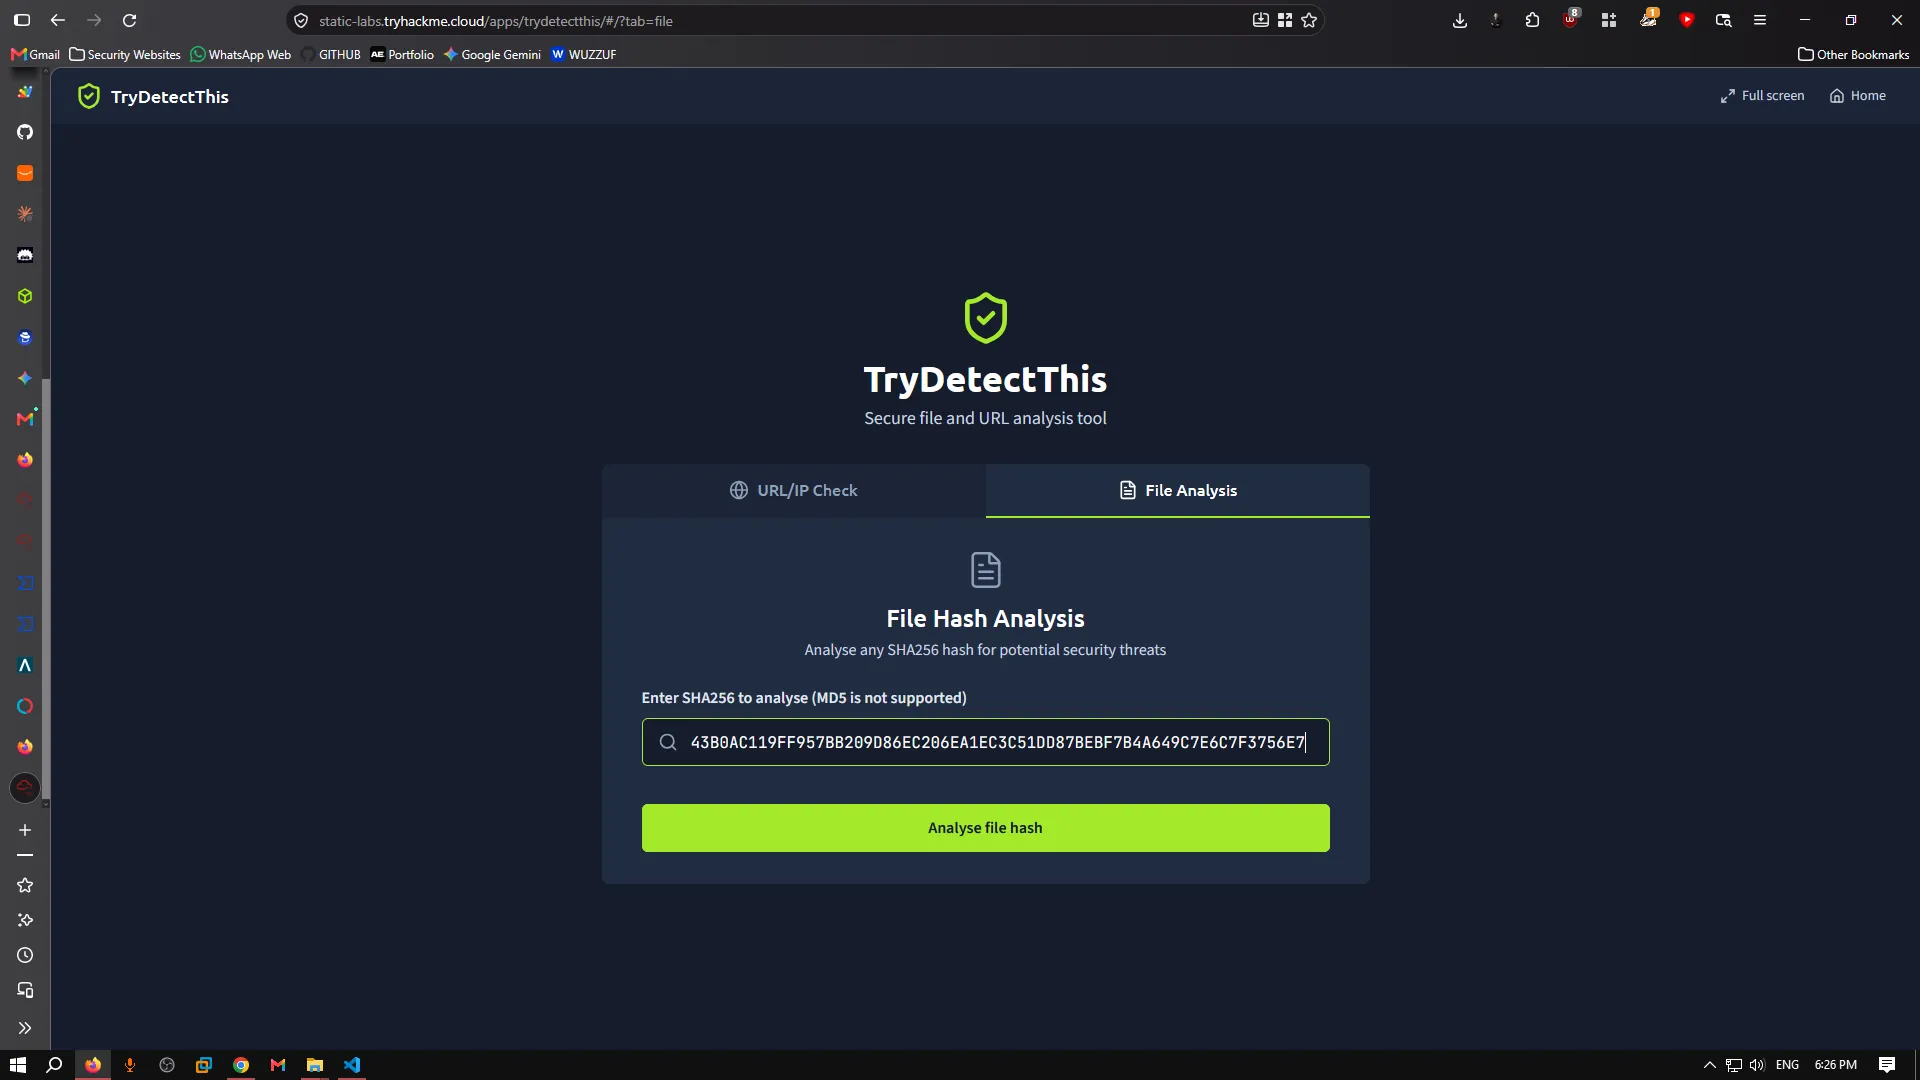 static-labs.tryhackme.cloud/apps/trydetectthis/#/?tab=file
8
1
Gmail
Security Websites
WhatsApp Web
GITHUB
AE Portfolio
Google Gemini
W WUZZUF
Other Bookmarks
TryDetectThis
Full screen
Home
TryDetectThis
Secure file and URL analysis tool
URL/IP Check
File Analysis
File Hash Analysis
Analyse any SHA256 hash for potential security threats
Enter SHA256 to analyse (MD5 is not supported)
43B0AC119FF957BB209D86EC206EA1EC3C51DD87BEBF7B4A649C7E6C7F3756E7
Analyse file hash
ENG
6:26 PM